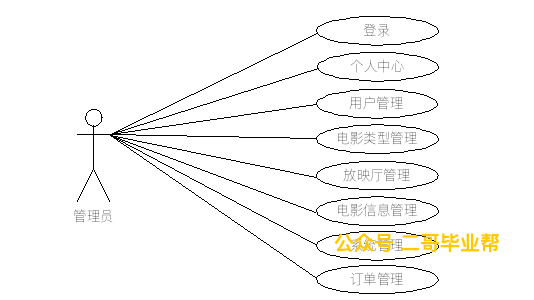 登录
个人中心
用户管理
电影类型管理
放映厅管理
管理员
电影信息管理
系统管理
公众号 二哥毕业帮
订单管理